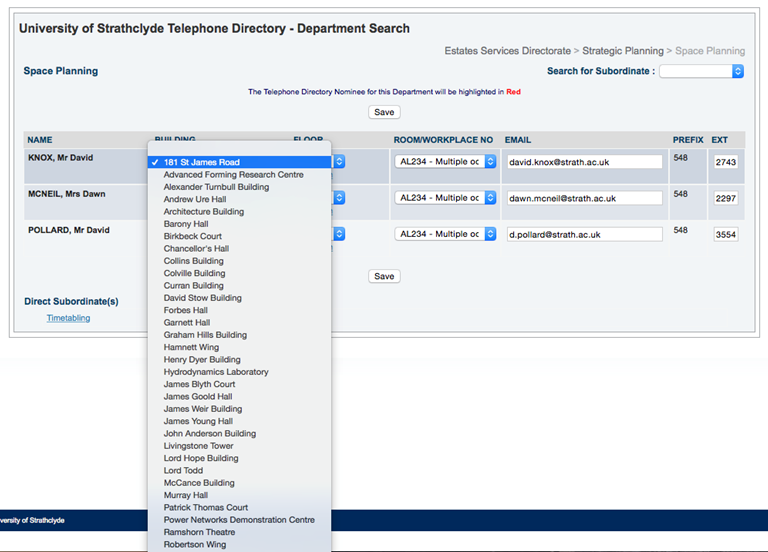 University of Strathclyde Telephone Directory - Department Search
Estates Services Directorate > Strategic Planning > Space Planning
Space Planning
Search for Subordinate :
The Telephone Directory Nominee for this Department will be highlighted in Red
Save
NAME BUILDING FLOOR ROOM/WORKPLACE NO EMAIL PREFIX EXT
KNOX, Mr David AL234 - Multiple oc david.knox@strath.ac.uk 548 2743
MCNEIL, Mrs Dawn AL234 - Multiple oc dawn.mcneil@strath.ac.uk 548 2297
POLLARD, Mr David AL234 - Multiple oc d.pollard@strath.ac.uk 548 3554
✓ 181 St James Road
Advanced Forming Research Centre
Alexander Turnbull Building
Andrew Ure Hall
Architecture Building
Barony Hall
Birkbeck Court
Chancellor's Hall
Collins Building
Colville Building
Curran Building
David Stow Building
Forbes Hall
Garnett Hall
Graham Hills Building
Hamnett Wing
Henry Dyer Building
Hydrodynamics Laboratory
James Blyth Court
James Goold Hall
James Weir Building
James Young Hall
John Anderson Building
Livingstone Tower
Lord Hope Building
Lord Todd
McCance Building
Murray Hall
Patrick Thomas Court
Power Networks Demonstration Centre
Ramshorn Theatre
Robertson Wing
Save
Direct Subordinate(s)
Timetabling
versity of Strathclyde